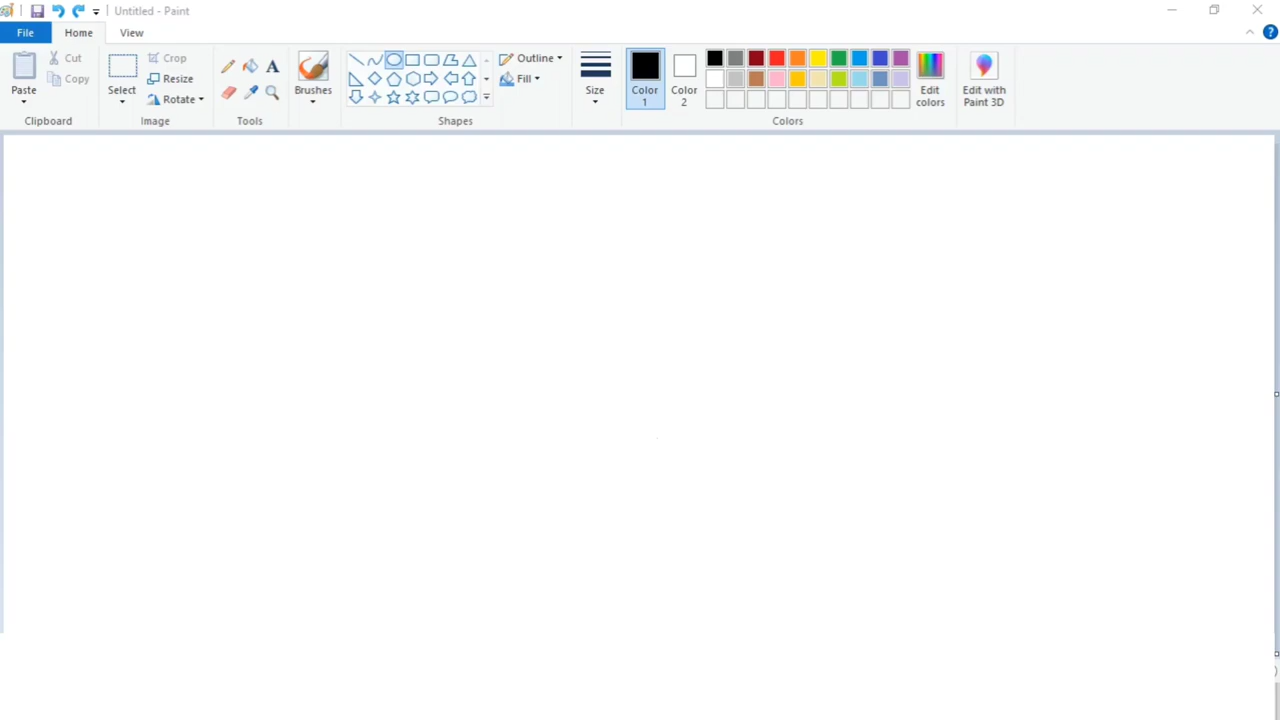 Untitled - Paint
File Home View
Paste
Cut
Copy
Clipboard
Select
Crop
Resize
Rotate
Image
A
Tools
Brushes
Shapes
Outline
Fill
Size
Color 1
Color 2
Edit colors
Colors
Edit with Paint 3D
?